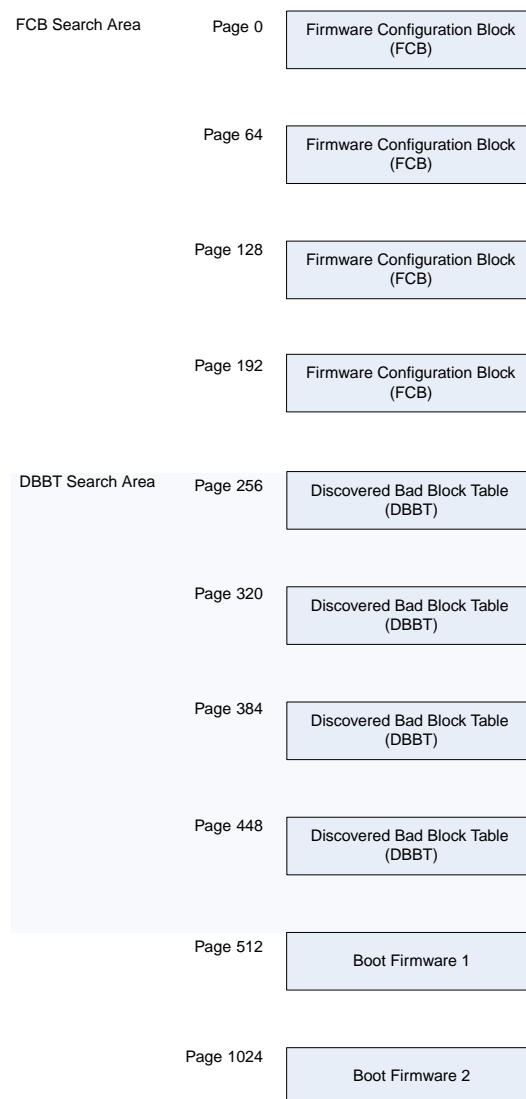 FCB Search Area
Page 0
Firmware Configuration Block
(FCB)
Page 64
Firmware Configuration Block
(FCB)
Page 128
Firmware Configuration Block
(FCB)
Page 192
Firmware Configuration Block
(FCB)
DBBT Search Area
Page 256
Discovered Bad Block Table
(DBBT)
Page 320
Discovered Bad Block Table
(DBBT)
Page 384
Discovered Bad Block Table
(DBBT)
Page 448
Discovered Bad Block Table
(DBBT)
Page 512
Boot Firmware 1
Page 1024
Boot Firmware 2